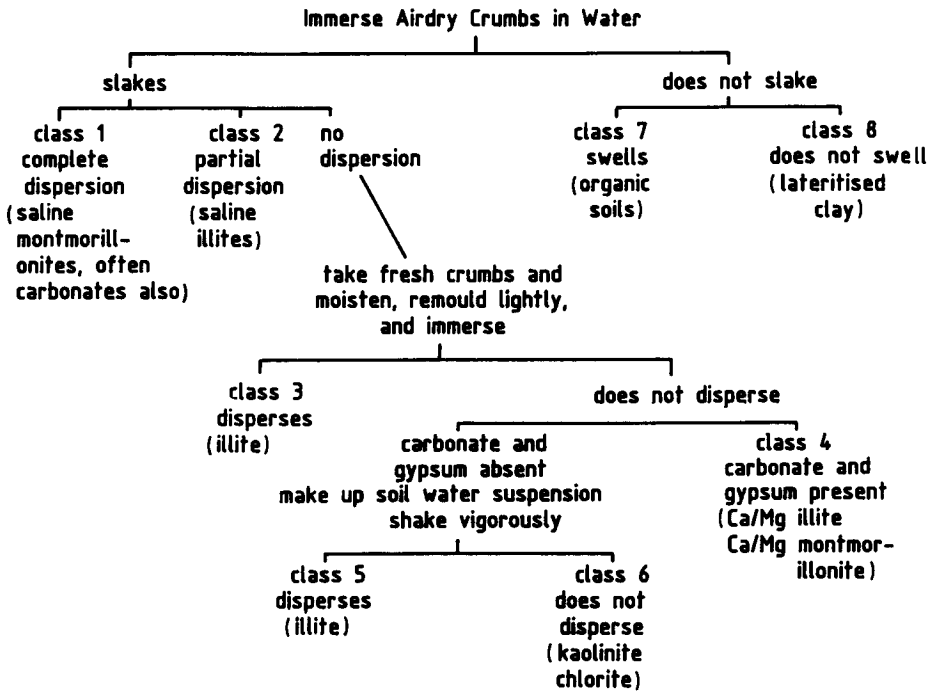 Immerse Airdry Crumbs in Water
slakes
does not slake
class 1
complete
dispersion
(saline
montmorill-
onites, often
carbonates also)
class 2
partial
dispersion
(saline
illites)
no
dispersion
class 7
swells
(organic
soils)
class 8
does not swell
(lateritised
clay)
take fresh crumbs and
moisten, remould lightly,
and immerse
class 3
disperses
(illite)
does not disperse
carbonate and
gypsum absent
make up soil water suspension
shake vigorously
class 4
carbonate and
gypsum present
(Ca/Mg illite
Ca/Mg montmor-
illonite)
class 5
disperses
(illite)
class 6
does not
disperse
(kaolinite
chlorite)